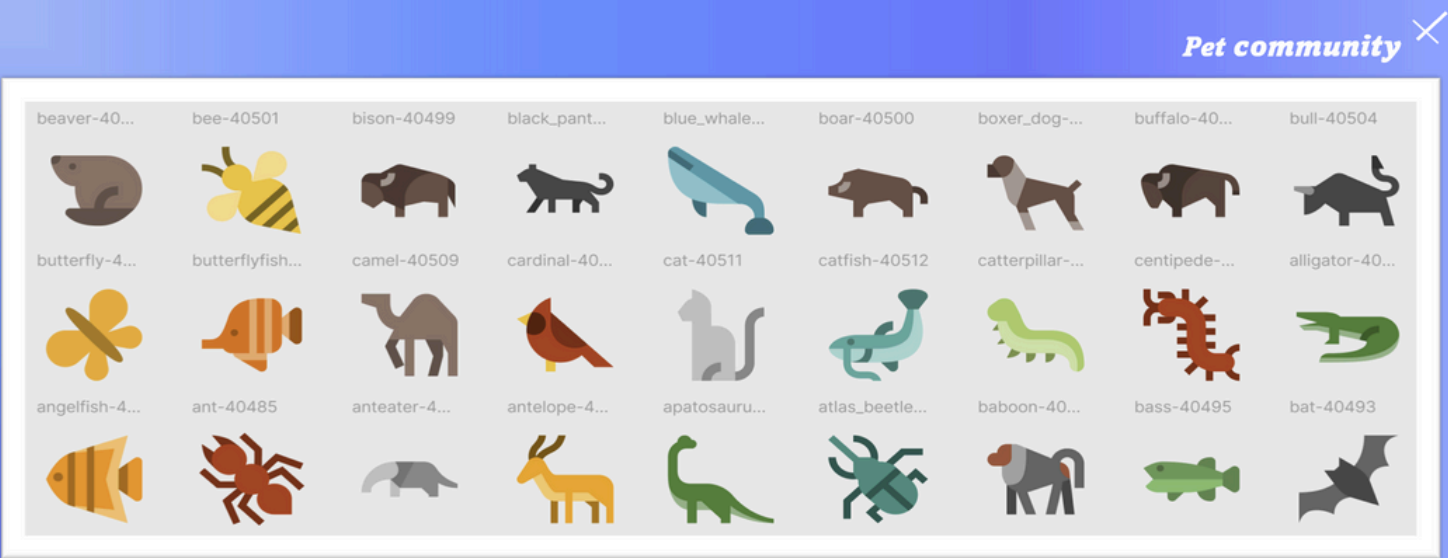 Pet community
beaver-40... bee-40501 bison-40499 black_pant... blue_whale... boar-40500 boxer_dog-... buffalo-40... bull-40504
butterfly-4... butterflyfish... camel-40509 cardinal-40... cat-40511 catfish-40512 catterpillar-... centipede-... alligator-40...
angelfish-4... ant-40485 anteater-4... antelope-4... apatosauru... atlas_beetle... baboon-40... bass-40495 bat-40493